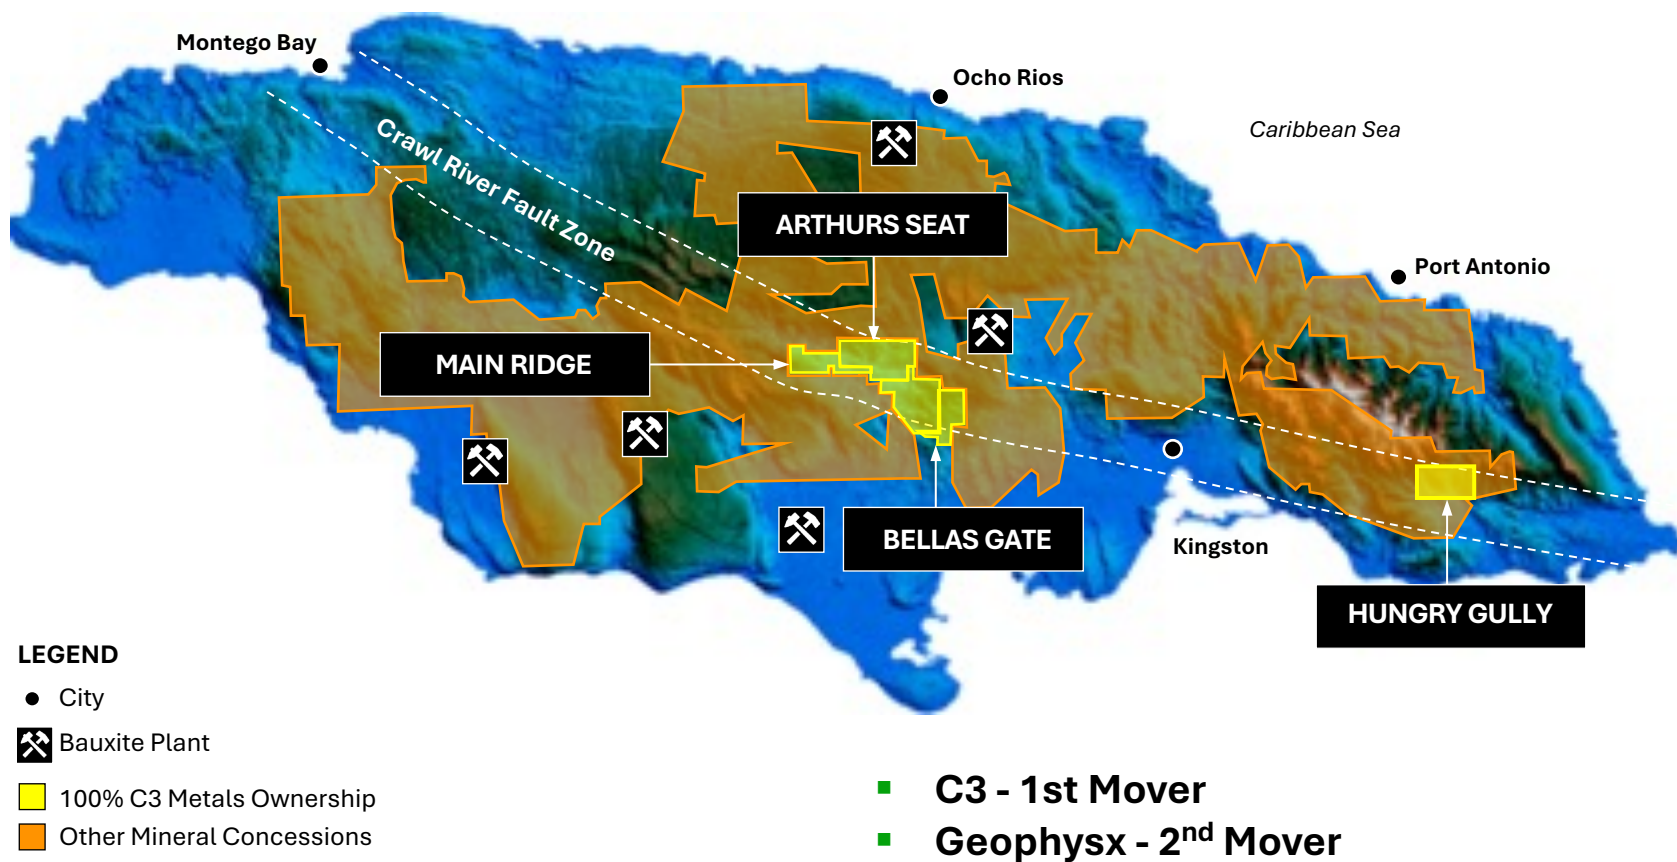 Montego Bay
Ocho Rios
Caribbean Sea
Crawl River Fault Zone
ARTHURS SEAT
Port Antonio
MAIN RIDGE
BELLAS GATE
Kingston
HUNGRY GULLY
LEGEND
City
Bauxite Plant
100% C3 Metals Ownership
Other Mineral Concessions
▪ C3 - 1st Mover
▪ Geophysx - 2nd Mover